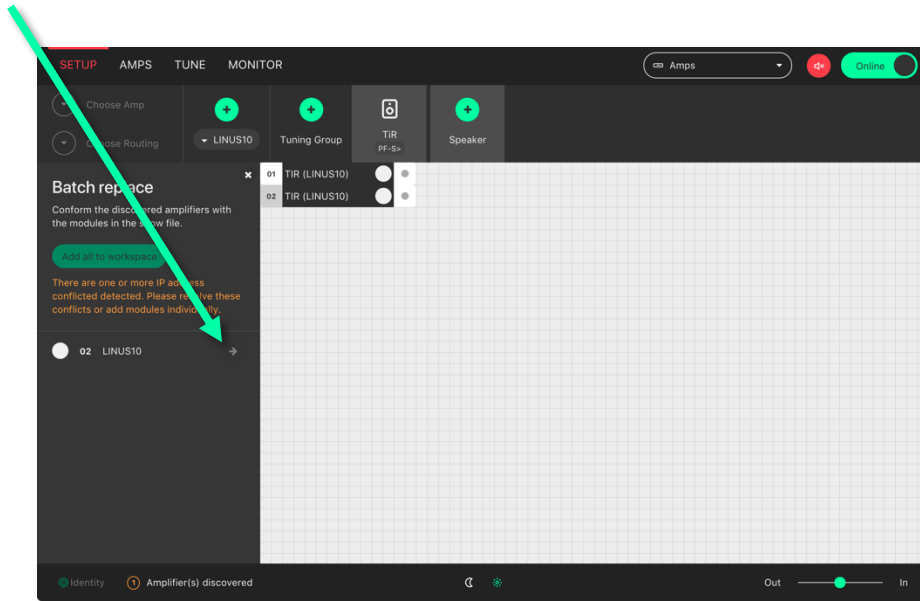 SETUP AMPS TUNE MONITOR Amps Online
Choose Amp
Choose Routing
LINUS10 Tuning Group TiR Speaker
PF-S>
Batch replace
Conform the discovered amplifiers with
the modules in the show file.
Add all to workspace
There are one or more IP address
conflicted detected. Please resolve these
conflicts or add modules individually.
02 LINUS10
01 TIR (LINUS10)
02 TIR (LINUS10)
Identity 1 Amplifier(s) discovered Out In